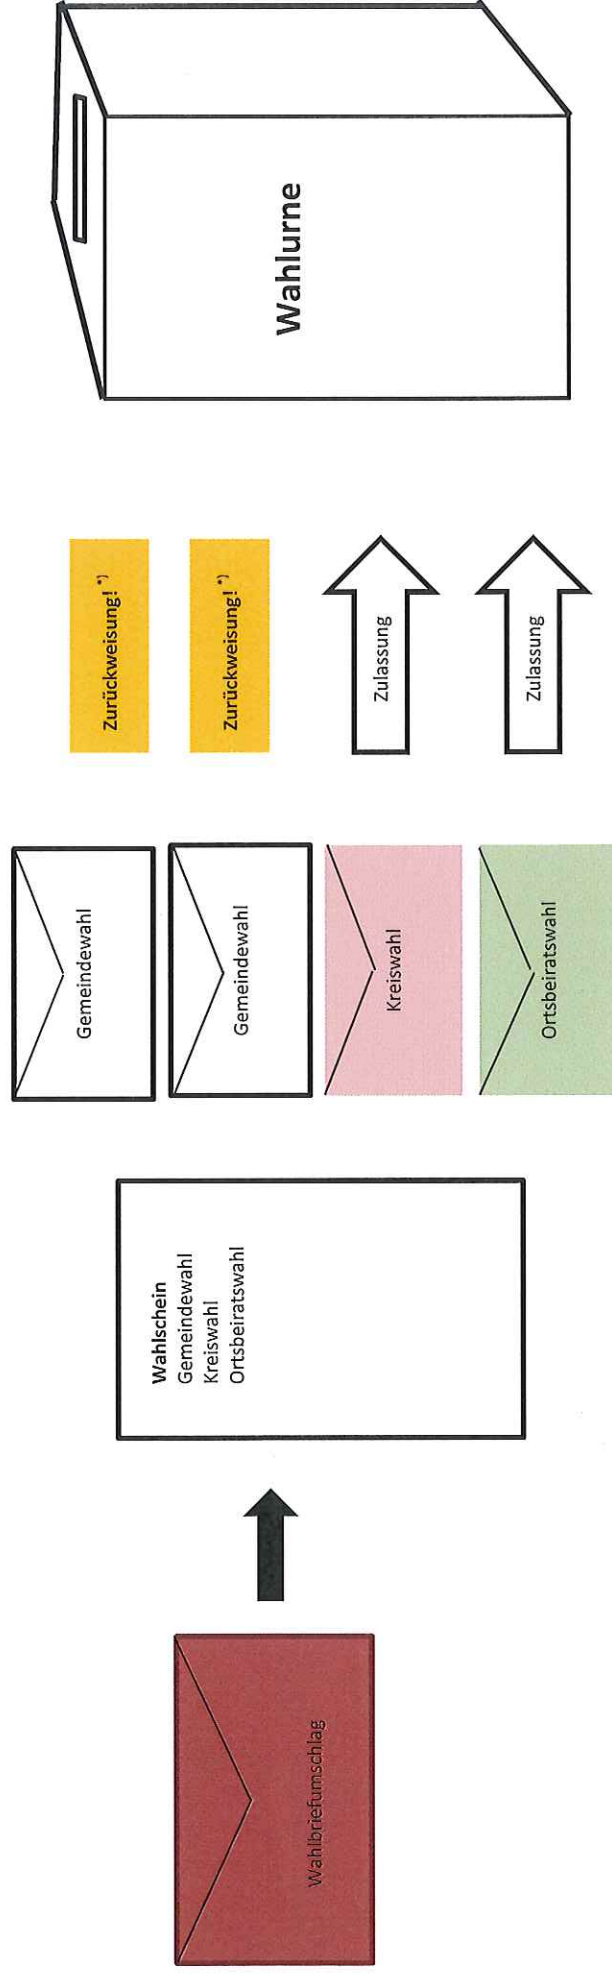 Wahlbriefumschlag
Wahlschein
Gemeindewahl
Kreiswahl
Ortsbeiratswahl
Gemeindewahl
Gemeindewahl
Kreiswahl
Ortsbeiratswahl
Zurückweisung! *)
Zurückweisung! *)
Zulassung
Zulassung
Wahlurne